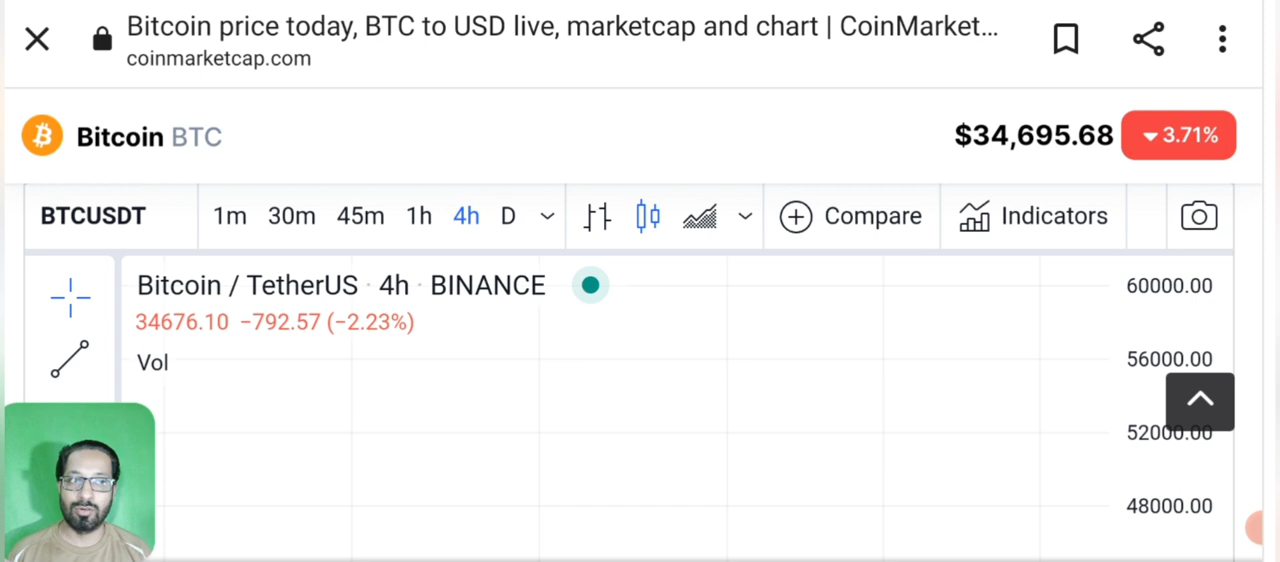 Bitcoin price today, BTC to USD live, marketcap and chart | CoinMarket...
coinmarketcap.com
Bitcoin BTC $34,695.68 3.71%
BTCUSDT 1m 30m 45m 1h 4h D Compare Indicators
Bitcoin / TetherUS · 4h · BINANCE 60000.00
34676.10 −792.57 (−2.23%)
Vol 56000.00
52000.00
48000.00